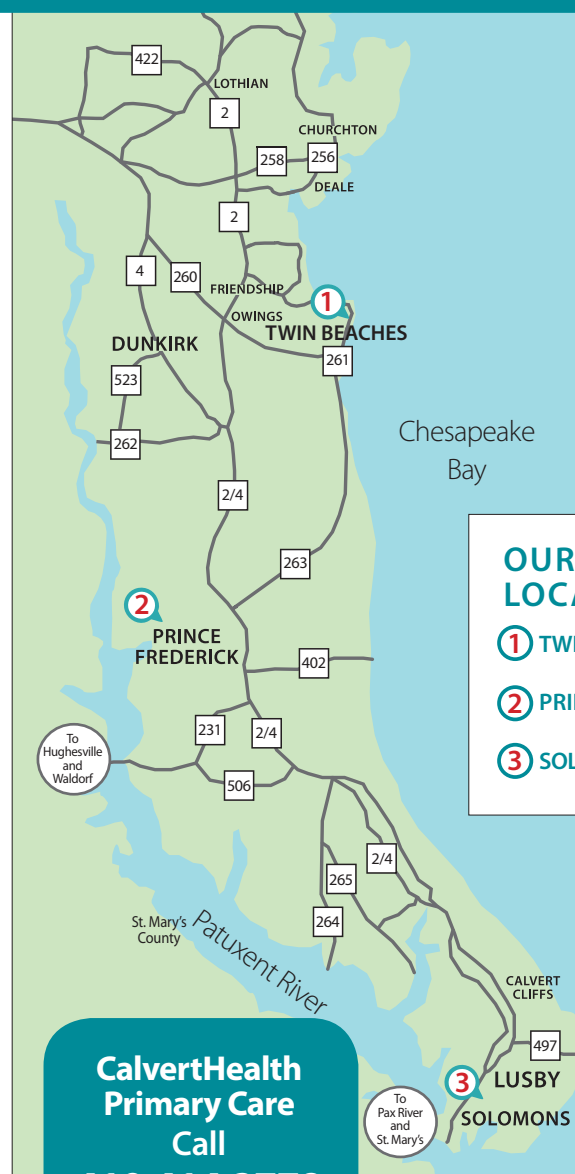 422
LOTHIAN
2
CHURCHTON
258
256
DEALE
2
4
260
FRIENDSHIP
1
OWINGS
TWIN BEACHES
DUNKIRK
261
523
262
Chesapeake
Bay
2/4
263
OUR
1 TWI
2 PRI
3 SOL
2
PRINCE
FREDERICK
402
231
2/4
To
Hughesville
and
Waldorf
506
2/4
265
264
St. Mary's
County
Patuxent River
CALVERT
CLIFFS
497
3
LUSBY
SOLOMONS
To
Pax River
and
St. Mary's
CalvertHealth
Primary Care
Call